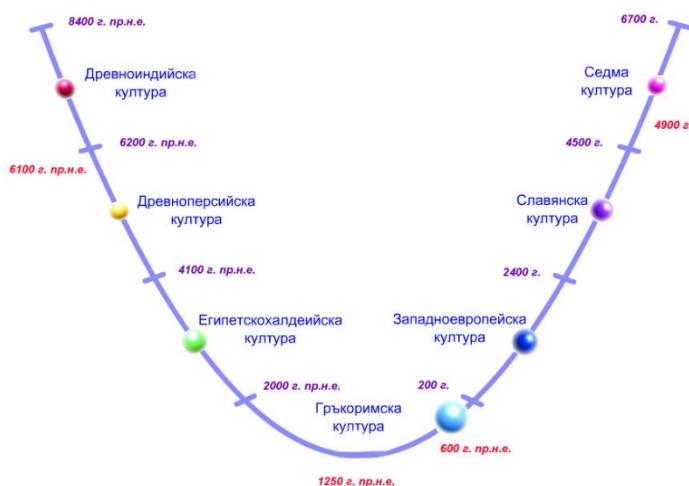 8400 г. пр.н.е.
Древноиндийска
култура
6200 г. пр.н.е.
6100 г. пр.н.е.
Древноперсийска
култура
4100 г. пр.н.е.
Египетскохалдеийска
култура
2000 г. пр.н.е.
Гръкоримска
култура
1250 г. пр.н.е.
600 г. пр.н.е.
200 г.
Западноевропейска
култура
2400 г.
Славянска
култура
4500 г.
4900 г.
Седма
култура
6700 г.